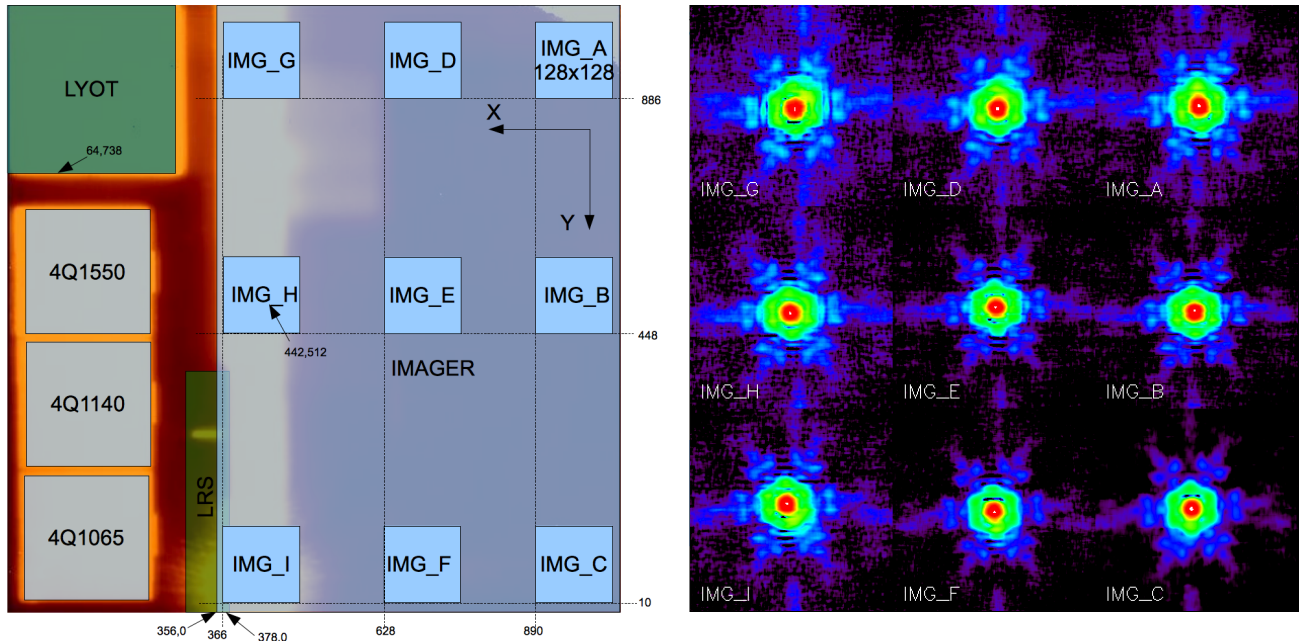 LYOT
64,738
4Q1550
4Q1140
4Q1065
LRS
IMG_G
IMG_D
IMG_A
128x128
886
X
Y
IMG_H
IMG_E
IMG_B
442,512
448
IMAGER
IMG_I
IMG_F
IMG_C
10
356,0
366
378,0
628
890
IMG_G
IMG_D
IMG_A
IMG_H
IMG_E
IMG_B
IMG_I
IMG_F
IMG_C